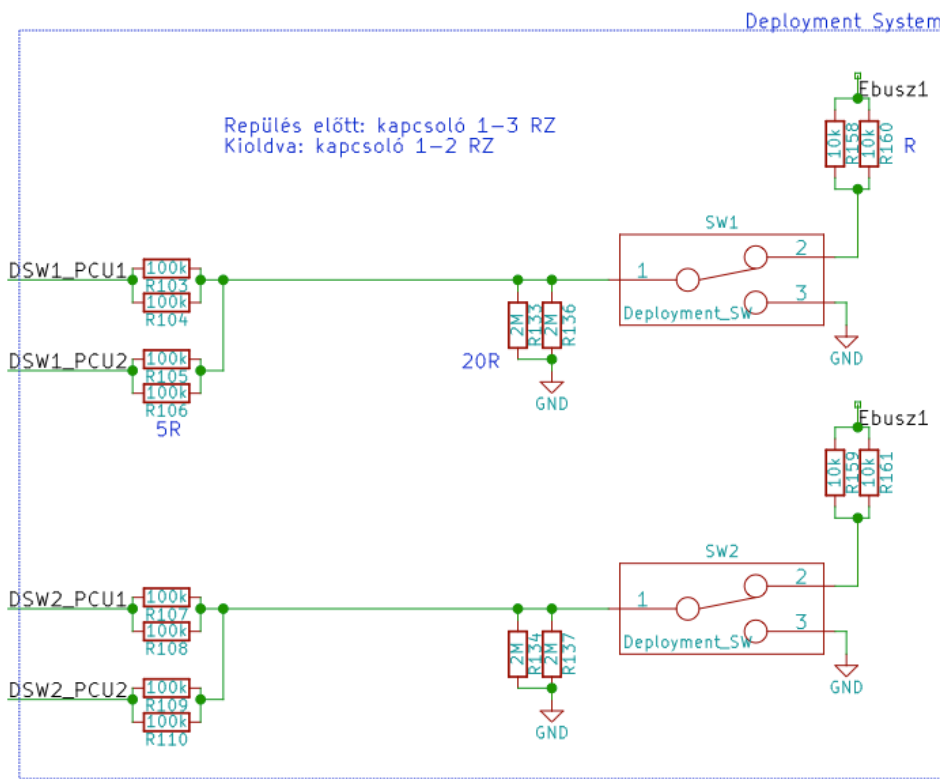 Deployment System
Ebusz1
Repülés előtt: kapcsoló 1-3 RZ
Kioldva: kapcsoló 1-2 RZ
10k R158 10k R160 R
SW1
DSW1_PCU1 100k 1 2
R103
100k 2M R133 2M R136 Deployment_SW 3
R104
DSW1_PCU2 100k 20R GND
R105
100k GND
R106
5R
Ebusz1
10k R159 10k R161
SW2
DSW2_PCU1 100k 1 2
R107
100k 2M R134 2M R137 Deployment_SW 3
R108
DSW2_PCU2 100k GND
R109
100k GND
R110